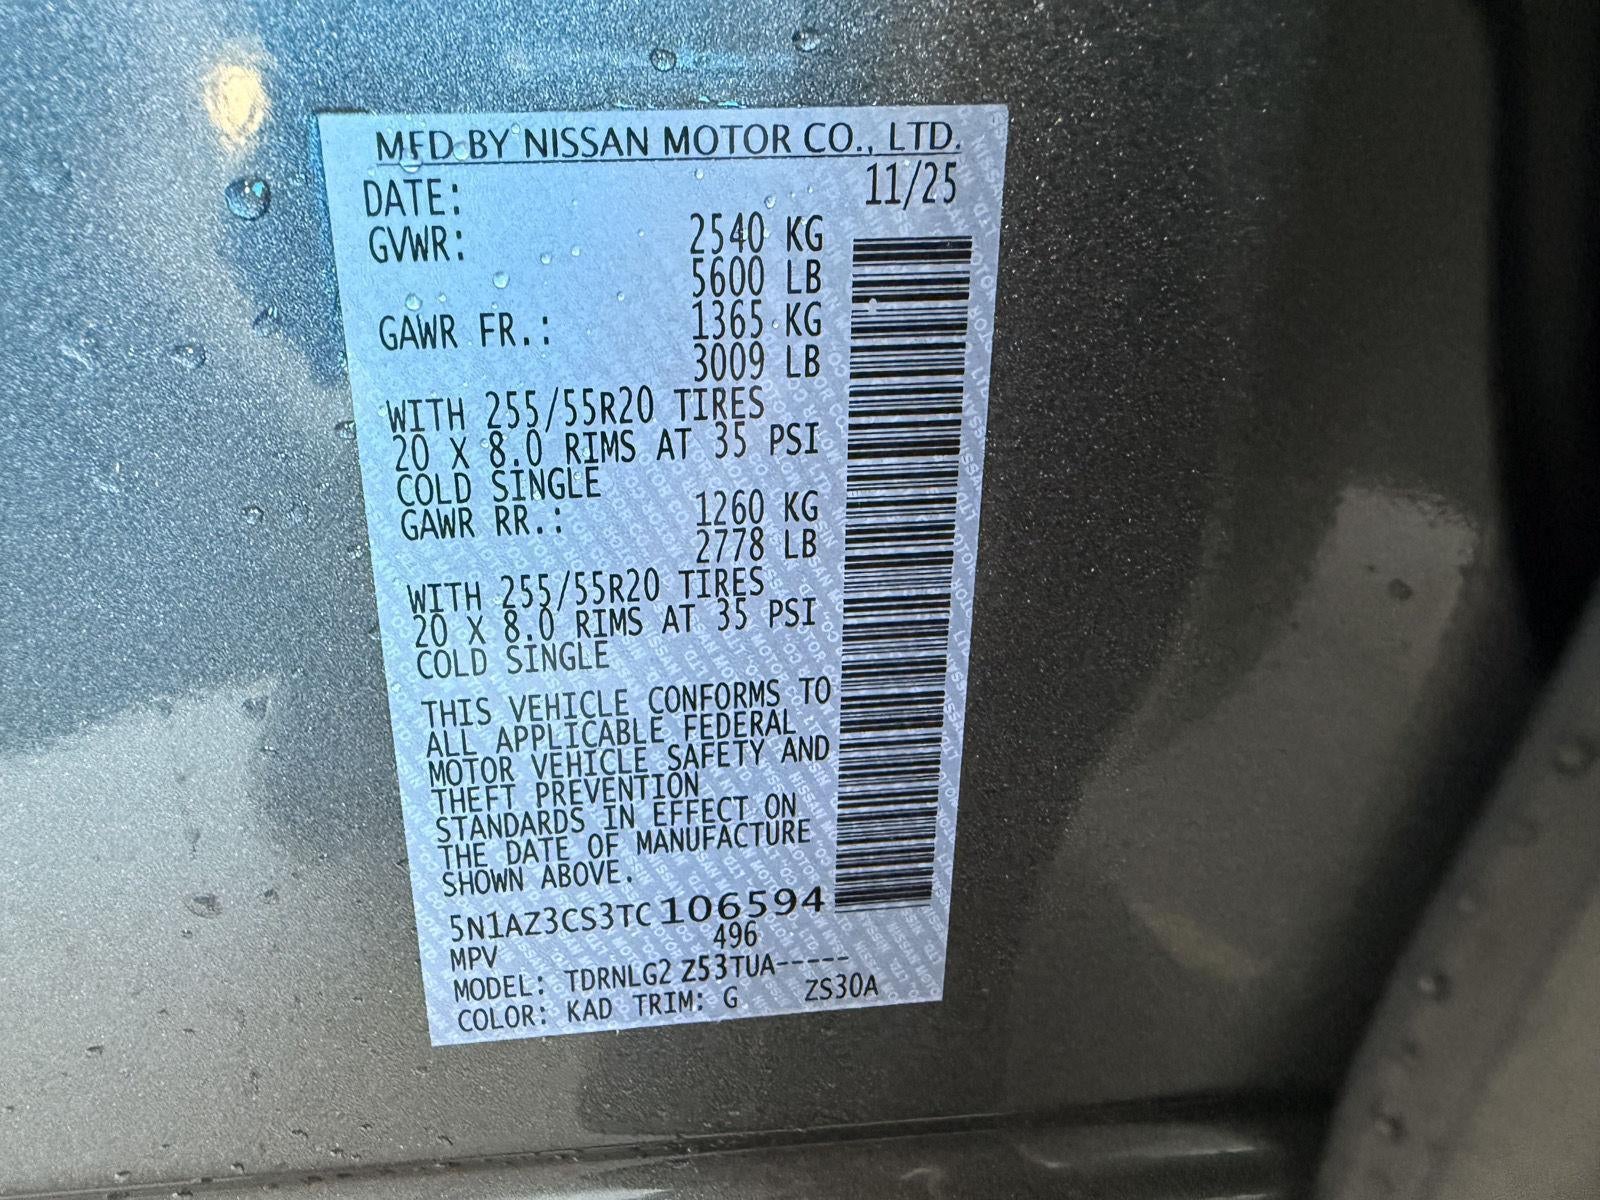 MFD BY NISSAN MOTOR CO., LTD.
DATE: 11/25
GVWR: 2540 KG
5600 LB
GAWR FR.: 1365 KG
3009 LB
WITH 255/55R20 TIRES
20 X 8.0 RIMS AT 35 PSI
COLD SINGLE
GAWR RR.: 1260 KG
2778 LB
WITH 255/55R20 TIRES
20 X 8.0 RIMS AT 35 PSI
COLD SINGLE
THIS VEHICLE CONFORMS TO
ALL APPLICABLE FEDERAL
MOTOR VEHICLE SAFETY AND
THEFT PREVENTION
STANDARDS IN EFFECT ON
THE DATE OF MANUFACTURE
SHOWN ABOVE.
5N1AZ3CS3TC106594
MPV 496
MODEL: TDRNLG2 Z53TUA-----
COLOR: KAD TRIM: G ZS30A